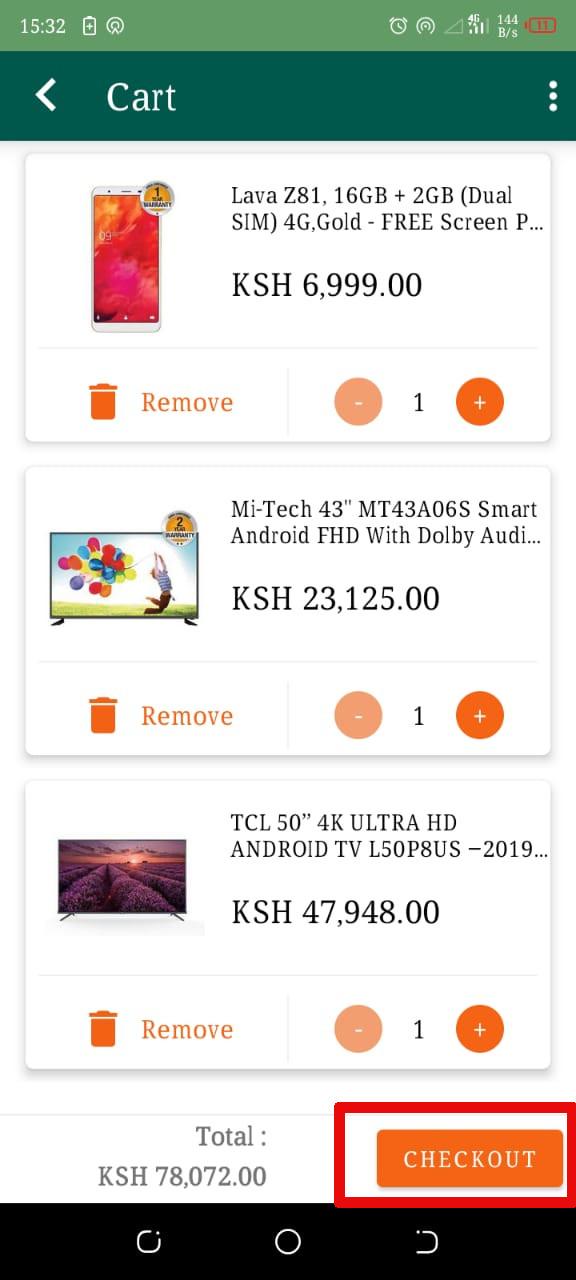 15:32
4G 144 B/s 11
Cart
1 YEAR WARRANTY
09
Lava Z81, 16GB + 2GB (Dual
SIM) 4G,Gold - FREE Screen P...
KSH 6,999.00
Remove
- 1 +
2 YEAR WARRANTY
Mi-Tech 43" MT43A06S Smart
Android FHD With Dolby Audi...
KSH 23,125.00
Remove
- 1 +
TCL 50” 4K ULTRA HD
ANDROID TV L50P8US –2019...
KSH 47,948.00
Remove
- 1 +
Total :
KSH 78,072.00
CHECKOUT